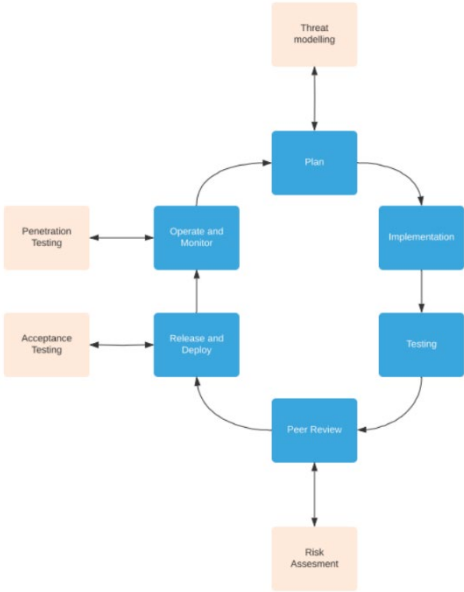 Threat
modelling
Plan
Penetration
Testing
Operate and
Monitor
Implementation
Acceptance
Testing
Release and
Deploy
Testing
Peer Review
Risk
Assesment